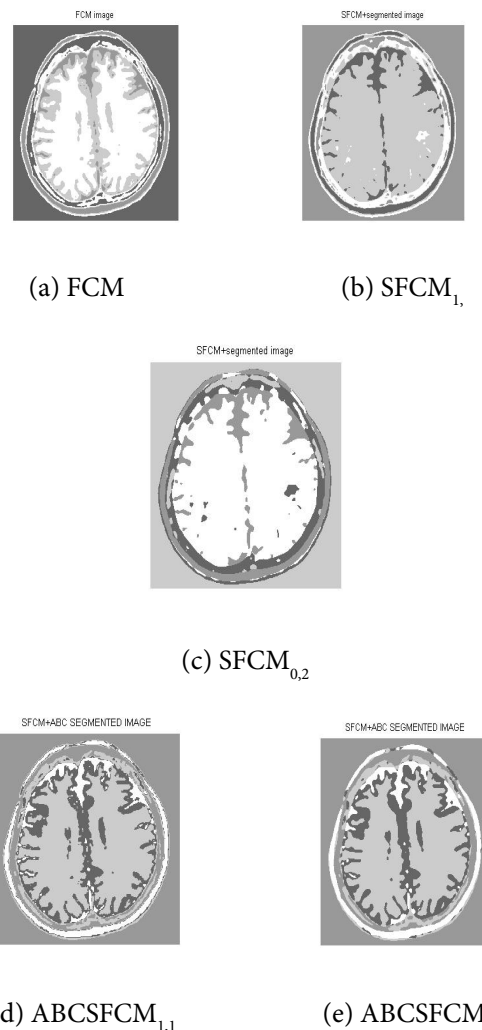 FCM image
SFCM+segmented image
(a) FCM
(b) SFCM1,
SFCM+segmented image
(c) SFCM0,2
SFCM+ABC SEGMENTED IMAGE
SFCM+ABC SEGMENTED IMAGE
d) ABCSFCM1,1
(e) ABCSFCM